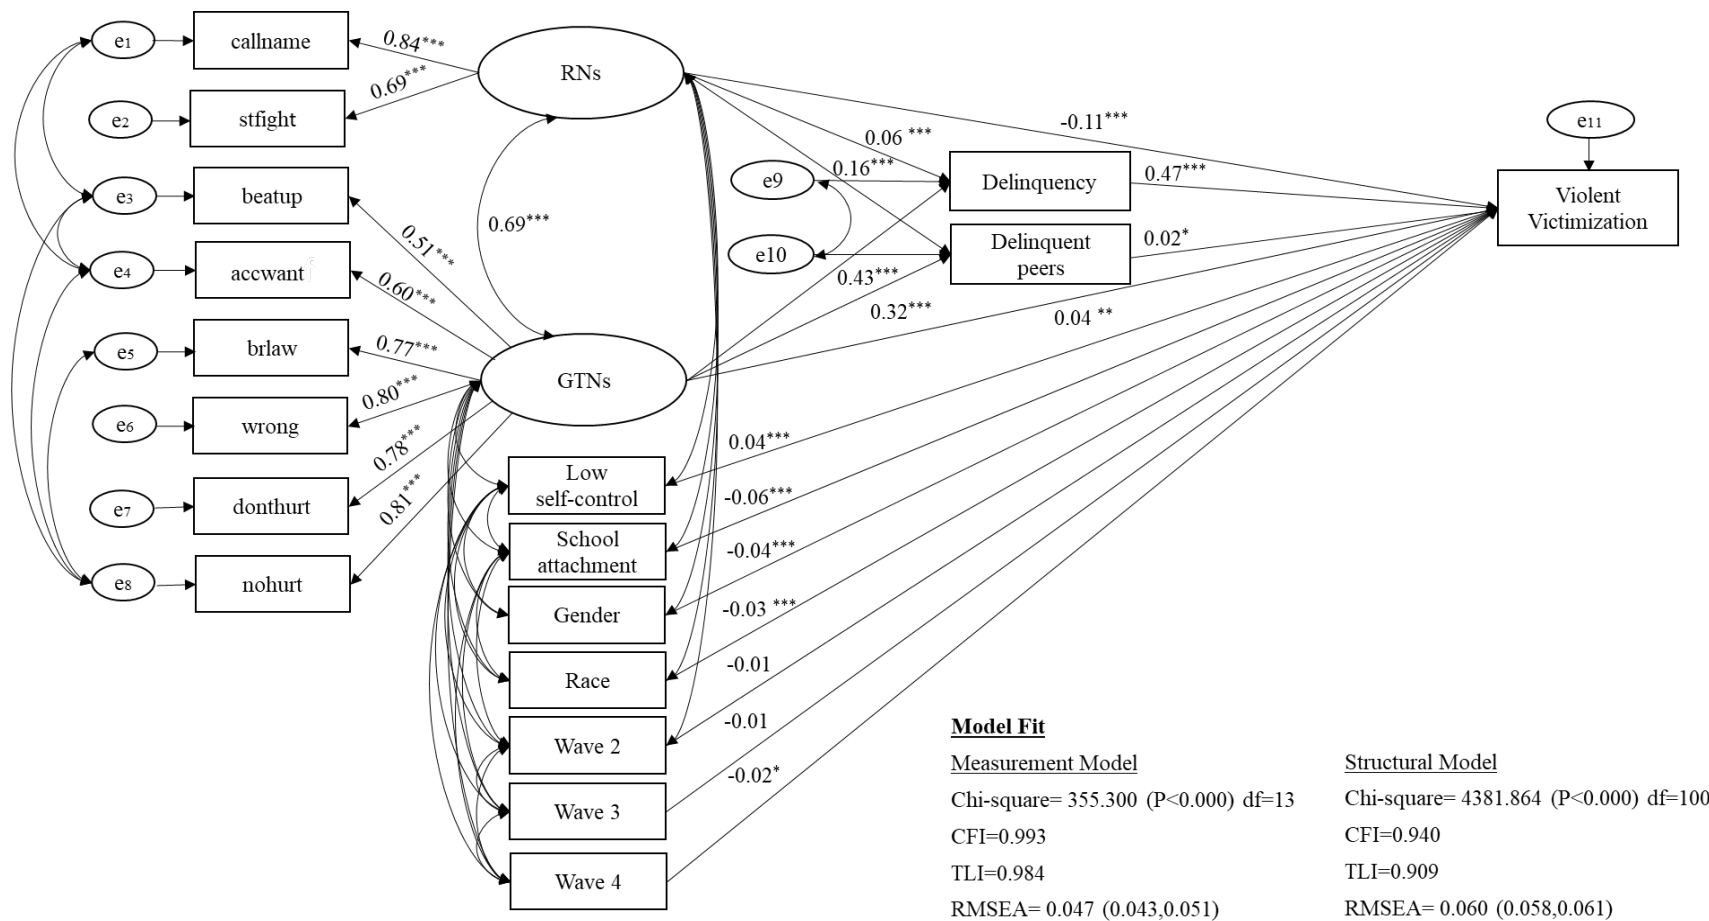 e1
callname
0.84***
RNs
e2
stfight
0.69***
-0.11***
e11
0.06 ***
0.16***
e3
beatup
e9
Delinquency
0.47***
Violent
Victimization
0.69***
0.51***
e4
accwant
e10
Delinquent
peers
0.02*
0.60***
0.43***
0.32***
0.04 **
e5
brlaw
0.77***
GTNs
e6
wrong
0.80***
0.78***
0.04***
Low
self-control
e7
donthurt
0.81***
-0.06***
School
attachment
-0.04***
e8
nohurt
Gender
-0.03 ***
Race
-0.01
Wave 2
-0.01
Wave 3
-0.02*
Wave 4
Model Fit
Measurement Model
Chi-square= 355.300 (P<0.000) df=13
CFI=0.993
TLI=0.984
RMSEA= 0.047 (0.043,0.051)
Structural Model
Chi-square= 4381.864 (P<0.000) df=100
CFI=0.940
TLI=0.909
RMSEA= 0.060 (0.058,0.061)